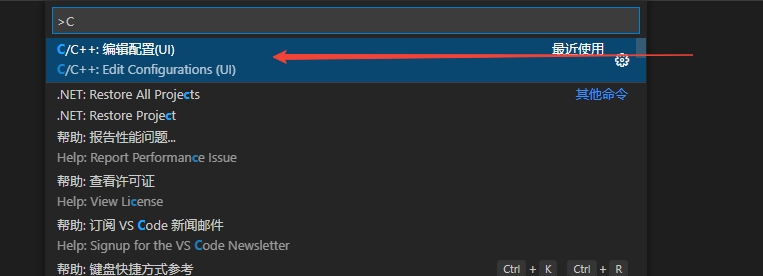 >C
C/C++: 编辑配置(UI) 最近使用
C/C++: Edit Configurations (UI)
.NET: Restore All Projects 其他命令
.NET: Restore Project
帮助: 报告性能问题...
Help: Report Performance Issue
帮助: 查看许可证
Help: View License
帮助: 订阅 VS Code 新闻邮件
Help: Signup for the VS Code Newsletter
帮助: 键盘快捷方式参考 Ctrl + K Ctrl + R